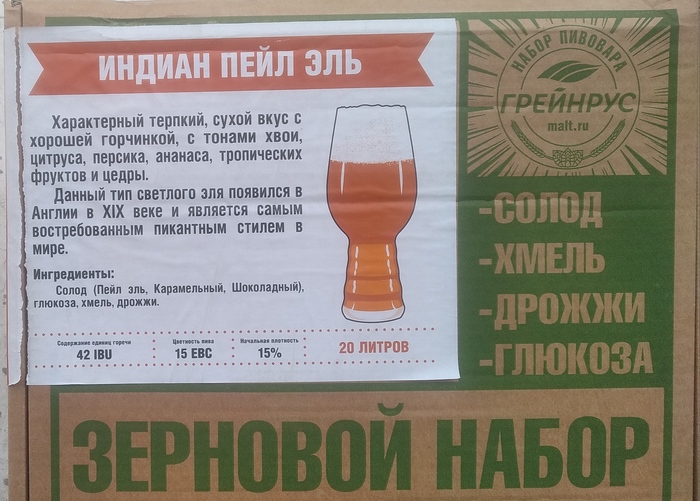 ИНДИАН ПЕЙЛ ЭЛЬ
Характерный терпкий, сухой вкус с
хорошей горчинкой, с тонами хвои,
цитруса, персика, ананаса, тропических
фруктов и цедры.
Данный тип светлого эля появился в
Англии в XIX веке и является самым
востребованным пикантным стилем в
мире.
Ингредиенты:
Солод (Пейл эль, Карамельный, Шоколадный),
глюкоза, хмель, дрожжи.
Содержание единиц горечи
42 IBU
Цветность пива
15 EBC
Начальная плотность
15%
20 ЛИТРОВ
НАБОР ПИВОВАРА
ГРЕЙНРУС
malt.ru
-СОЛОД
-ХМЕЛЬ
-ДРОЖЖИ
-ГЛЮКОЗА
ЗЕРНОВОЙ НАБОР